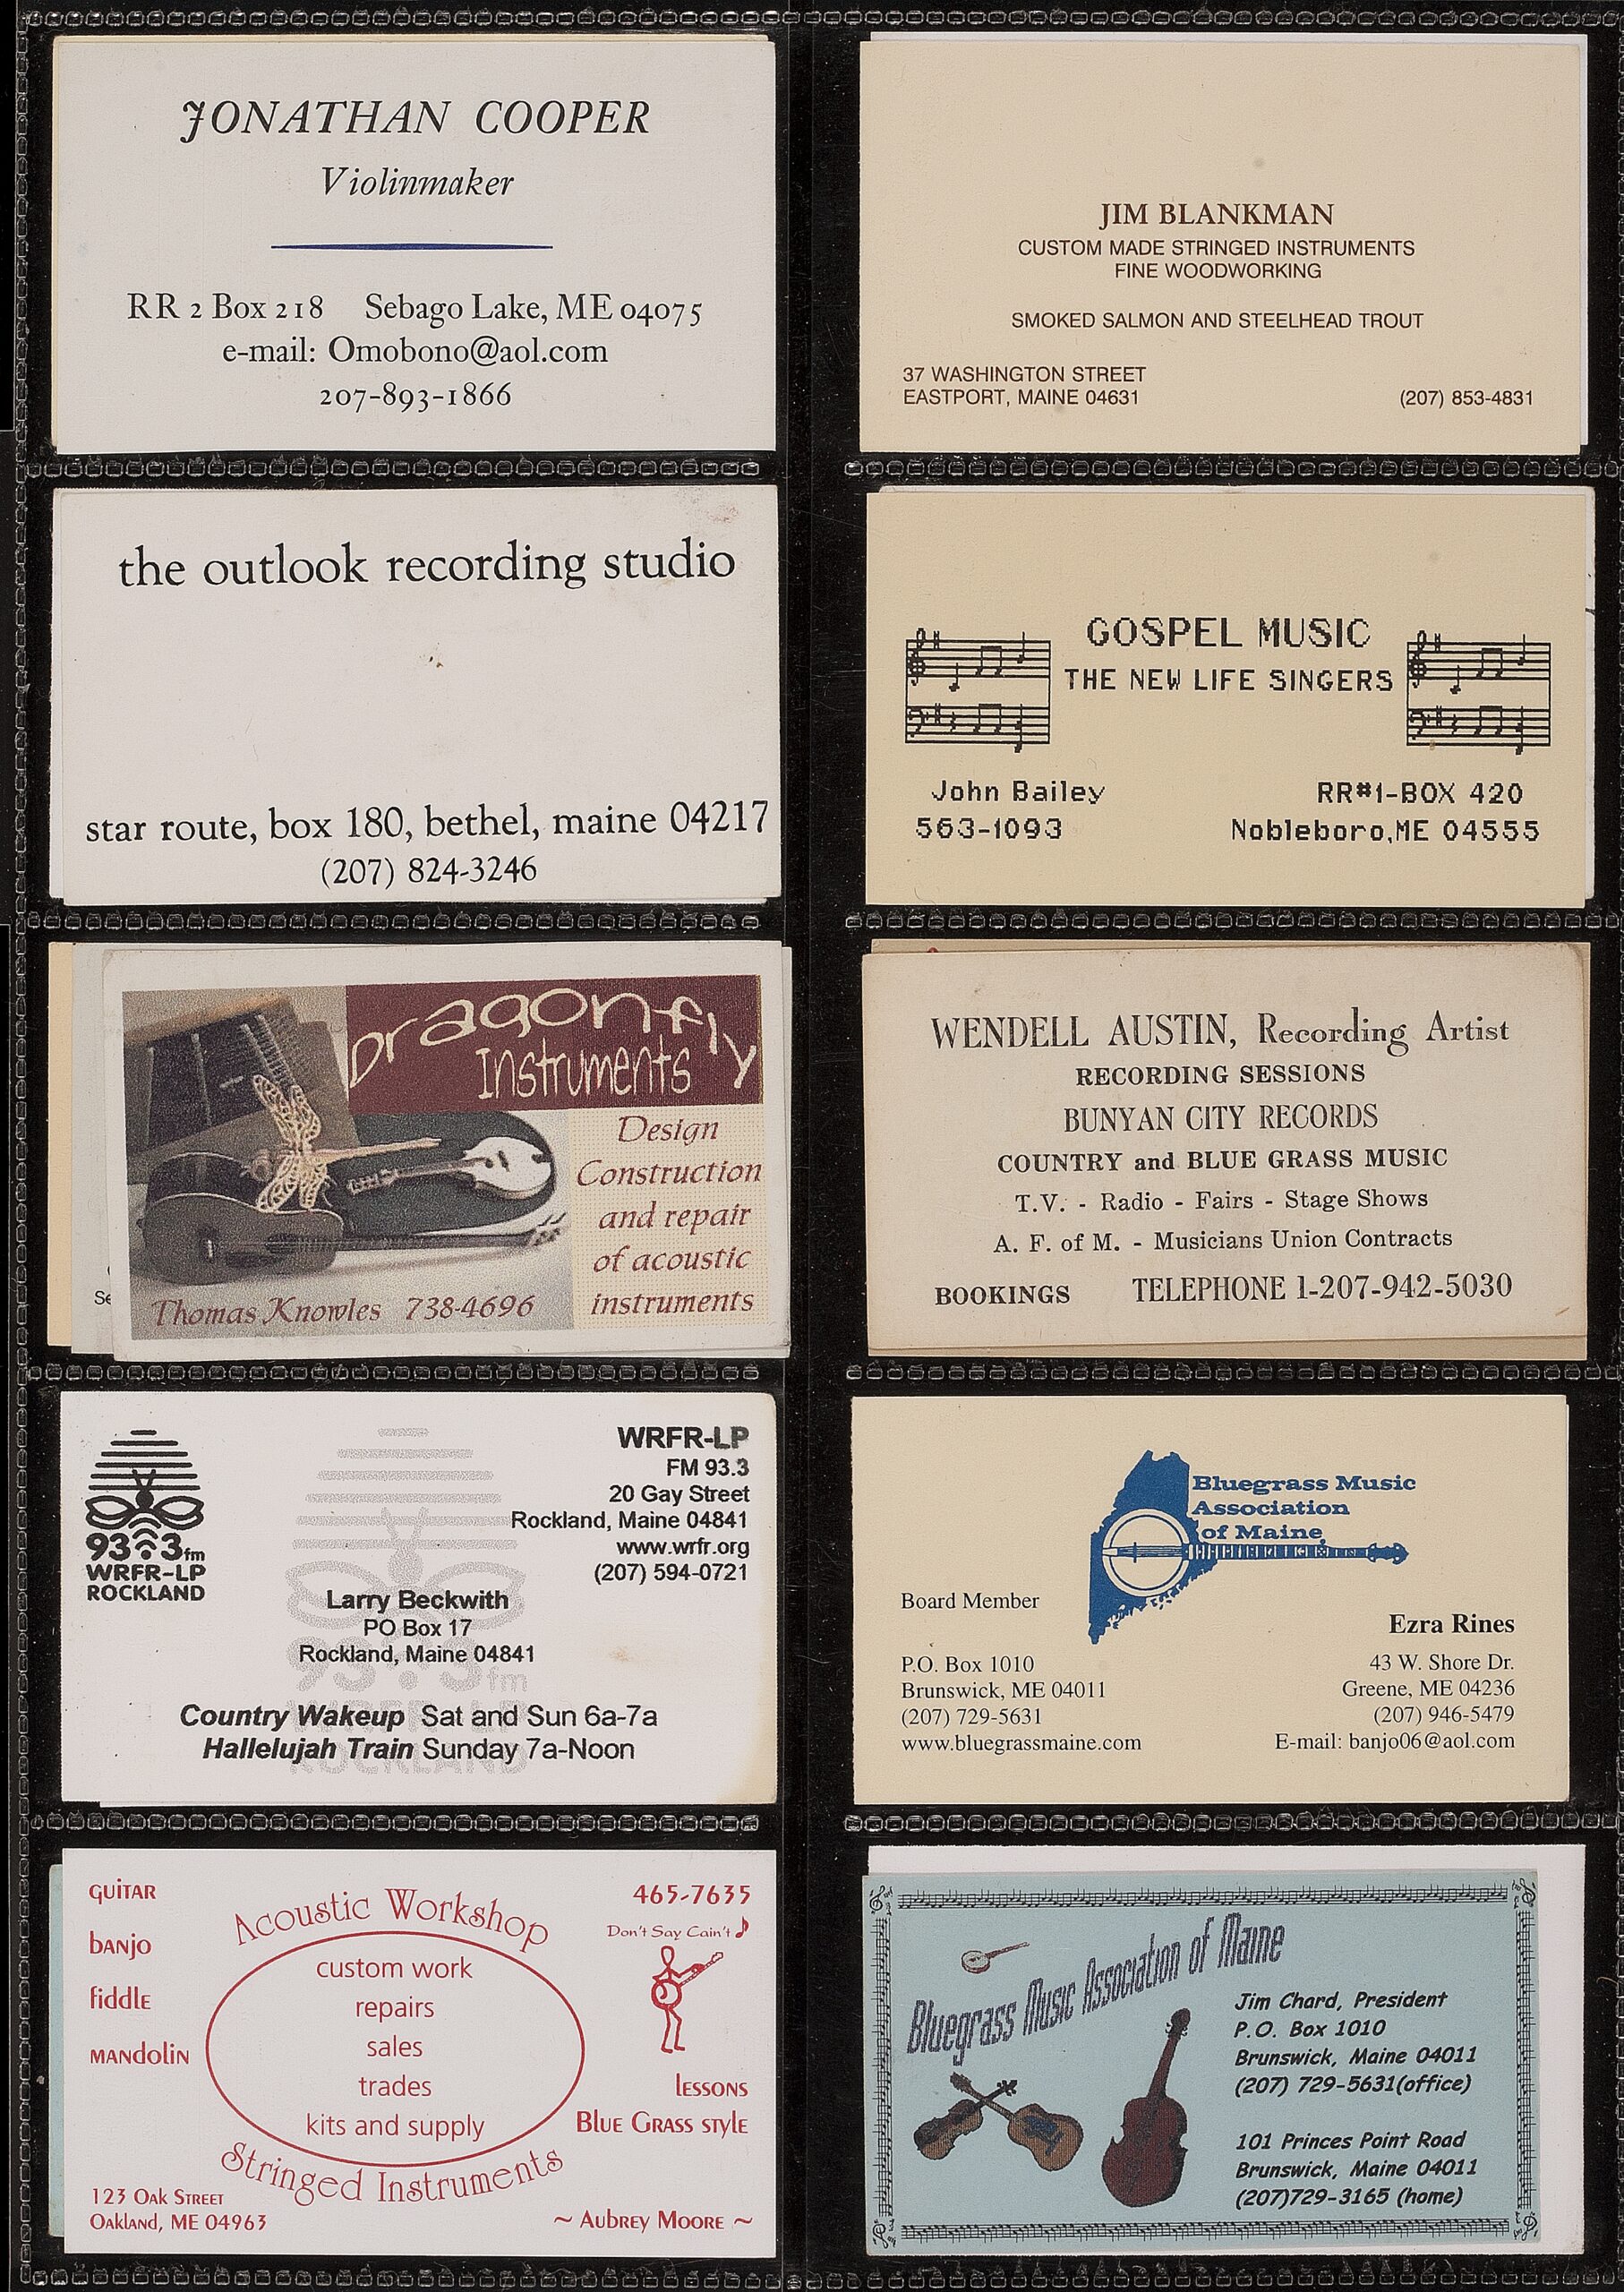 JONATHAN COOPER
Violinmaker
RR 2 Box 218 Sebago Lake, ME 04075
e-mail: Omobono@aol.com
207-893-1866
JIM BLANKMAN
CUSTOM MADE STRINGED INSTRUMENTS
FINE WOODWORKING
SMOKED SALMON AND STEELHEAD TROUT
37 WASHINGTON STREET
EASTPORT, MAINE 04631
(207) 853-4831
the outlook recording studio
star route, box 180, bethel, maine 04217
(207) 824-3246
GOSPEL MUSIC
THE NEW LIFE SINGERS
John Bailey
563-1093
RR#1-BOX 420
Nobleboro,ME 04555
Dragonfly
Instruments
Design
Construction
and repair
of acoustic
instruments
Thomas Knowles 738-4696
WENDELL AUSTIN, Recording Artist
RECORDING SESSIONS
BUNYAN CITY RECORDS
COUNTRY and BLUE GRASS MUSIC
T.V. - Radio - Fairs - Stage Shows
A. F. of M. - Musicians Union Contracts
BOOKINGS TELEPHONE 1-207-942-5030
93.3fm
WRFR-LP
ROCKLAND
WRFR-LP
FM 93.3
20 Gay Street
Rockland, Maine 04841
www.wrfr.org
(207) 594-0721
Larry Beckwith
PO Box 17
Rockland, Maine 04841
93.3fm
WRFR-LP
ROCKLAND
Country Wakeup Sat and Sun 6a-7a
Hallelujah Train Sunday 7a-Noon
Bluegrass Music
Association
of Maine
Board Member
P.O. Box 1010
Brunswick, ME 04011
(207) 729-5631
www.bluegrassmaine.com
Ezra Rines
43 W. Shore Dr.
Greene, ME 04236
(207) 946-5479
E-mail: banjo06@aol.com
guitar
banjo
fiddle
mandolin
Acoustic Workshop
custom work
repairs
sales
trades
kits and supply
Stringed Instruments
465-7635
Don't Say Cain't
lessons
Blue Grass style
123 Oak Street
Oakland, ME 04963
~ Aubrey Moore ~
Bluegrass Music Association of Maine
Jim Chard, President
P.O. Box 1010
Brunswick, Maine 04011
(207) 729-5631(office)
101 Princes Point Road
Brunswick, Maine 04011
(207)729-3165 (home)